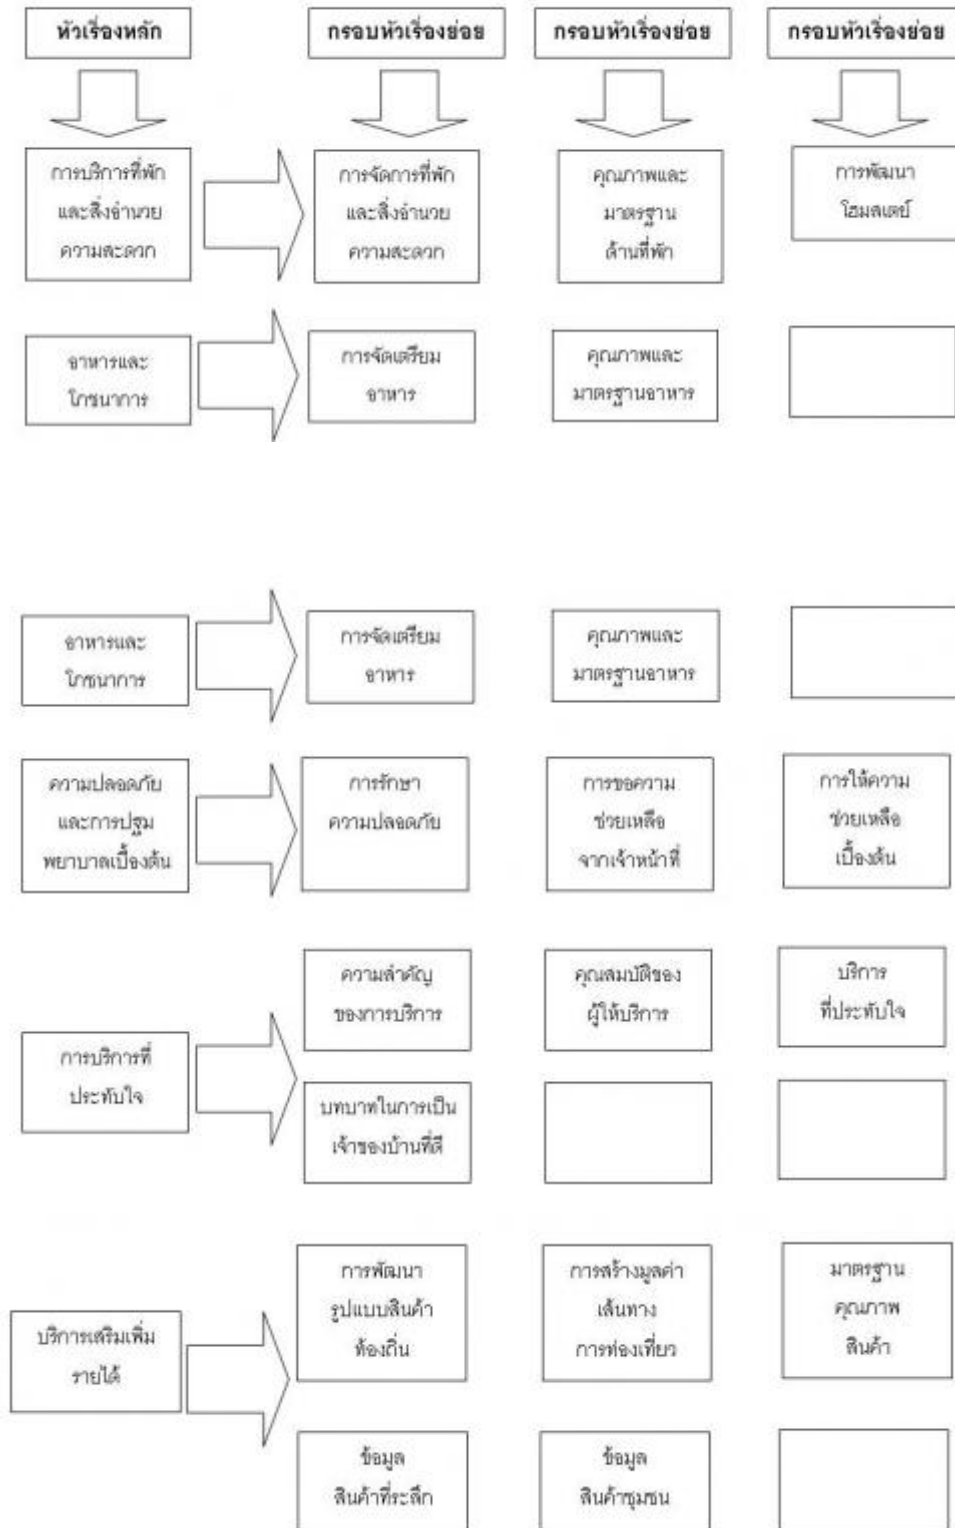 หัวเรื่องหลัก
กรอบหัวเรื่องย่อย
กรอบหัวเรื่องย่อย
กรอบหัวเรื่องย่อย
การบริการที่พัก
และสิ่งอำนวย
ความสะดวก
การจัดการที่พัก
และสิ่งอำนวย
ความสะดวก
คุณภาพและ
มาตรฐาน
ด้านที่พัก
การพัฒนา
โฮมสเตย์
อาหารและ
โภชนาการ
การจัดเตรียม
อาหาร
คุณภาพและ
มาตรฐานอาหาร
อาหารและ
โภชนาการ
การจัดเตรียม
อาหาร
คุณภาพและ
มาตรฐานอาหาร
ความปลอดภัย
และการปฐม
พยาบาลเบื้องต้น
การรักษา
ความปลอดภัย
การขอความ
ช่วยเหลือ
จากเจ้าหน้าที่
การให้ความ
ช่วยเหลือ
เบื้องต้น
การบริการที่
ประทับใจ
ความสำคัญ
ของการบริการ
คุณสมบัติของ
ผู้ให้บริการ
บริการ
ที่ประทับใจ
บทบาทในการเป็น
เจ้าของบ้านที่ดี
บริการเสริมเพิ่ม
รายได้
การพัฒนา
รูปแบบสินค้า
ท้องถิ่น
การสร้างมูลค่า
เส้นทาง
การท่องเที่ยว
มาตรฐาน
คุณภาพ
สินค้า
ข้อมูล
สินค้าที่ระลึก
ข้อมูล
สินค้าชุมชน